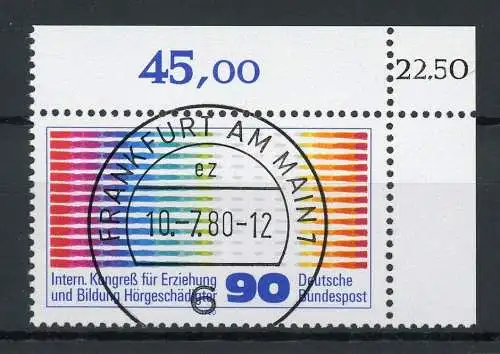 45,00
22,50
FRANKFURT AM MAIN 1
ez
10.-7.80-12
Intern. Kongreß für Erziehung
und Bildung Hörgeschädigter
90
Deutsche
Bundespost